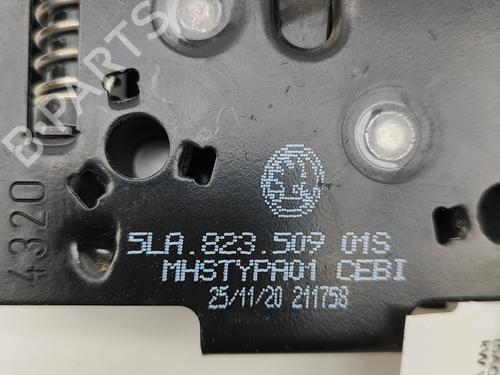 B-PARTS
4320
5LA.823.509 01S
MHSTYPA01 CEBI
25/11/20 211758